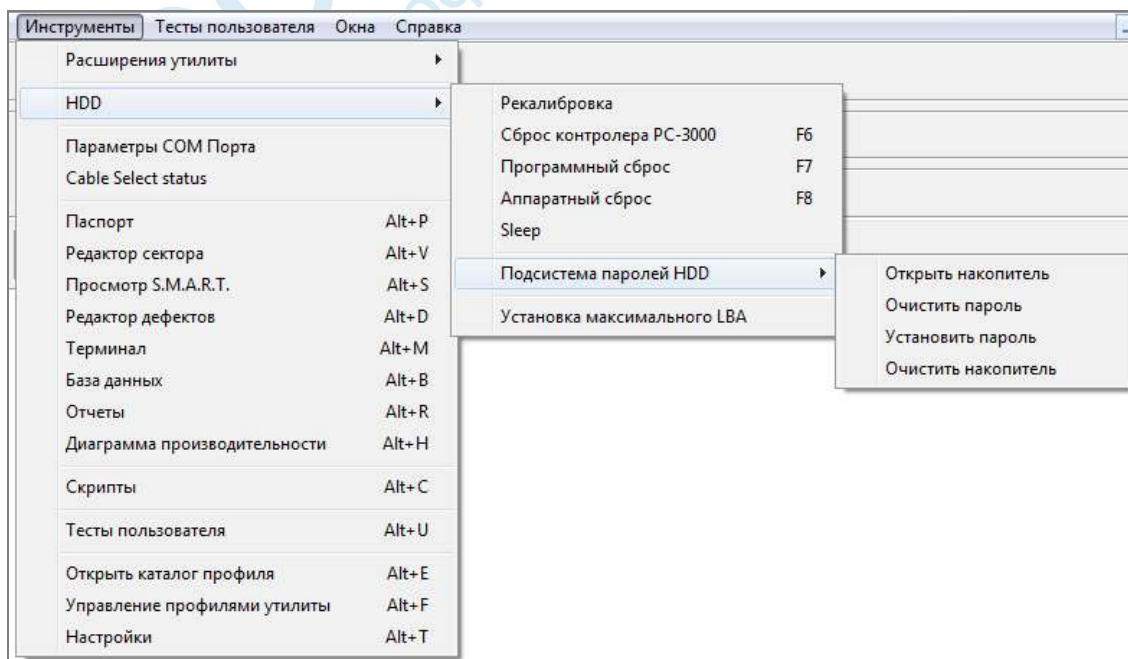 Инструменты Тесты пользователя Окна Справка
Расширения утилиты
HDD
Параметры COM Порта
Cable Select status
Паспорт Alt+P
Редактор сектора Alt+V
Просмотр S.M.A.R.T. Alt+S
Редактор дефектов Alt+D
Терминал Alt+M
База данных Alt+B
Отчеты Alt+R
Диаграмма производительности Alt+H
Скрипты Alt+C
Тесты пользователя Alt+U
Открыть каталог профиля Alt+E
Управление профилями утилиты Alt+F
Настройки Alt+T
Рекалибровка
Сброс контролера PC-3000 F6
Программный сброс F7
Аппаратный сброс F8
Sleep
Подсистема паролей HDD
Установка максимального LBA
Открыть накопитель
Очистить пароль
Установить пароль
Очистить накопитель